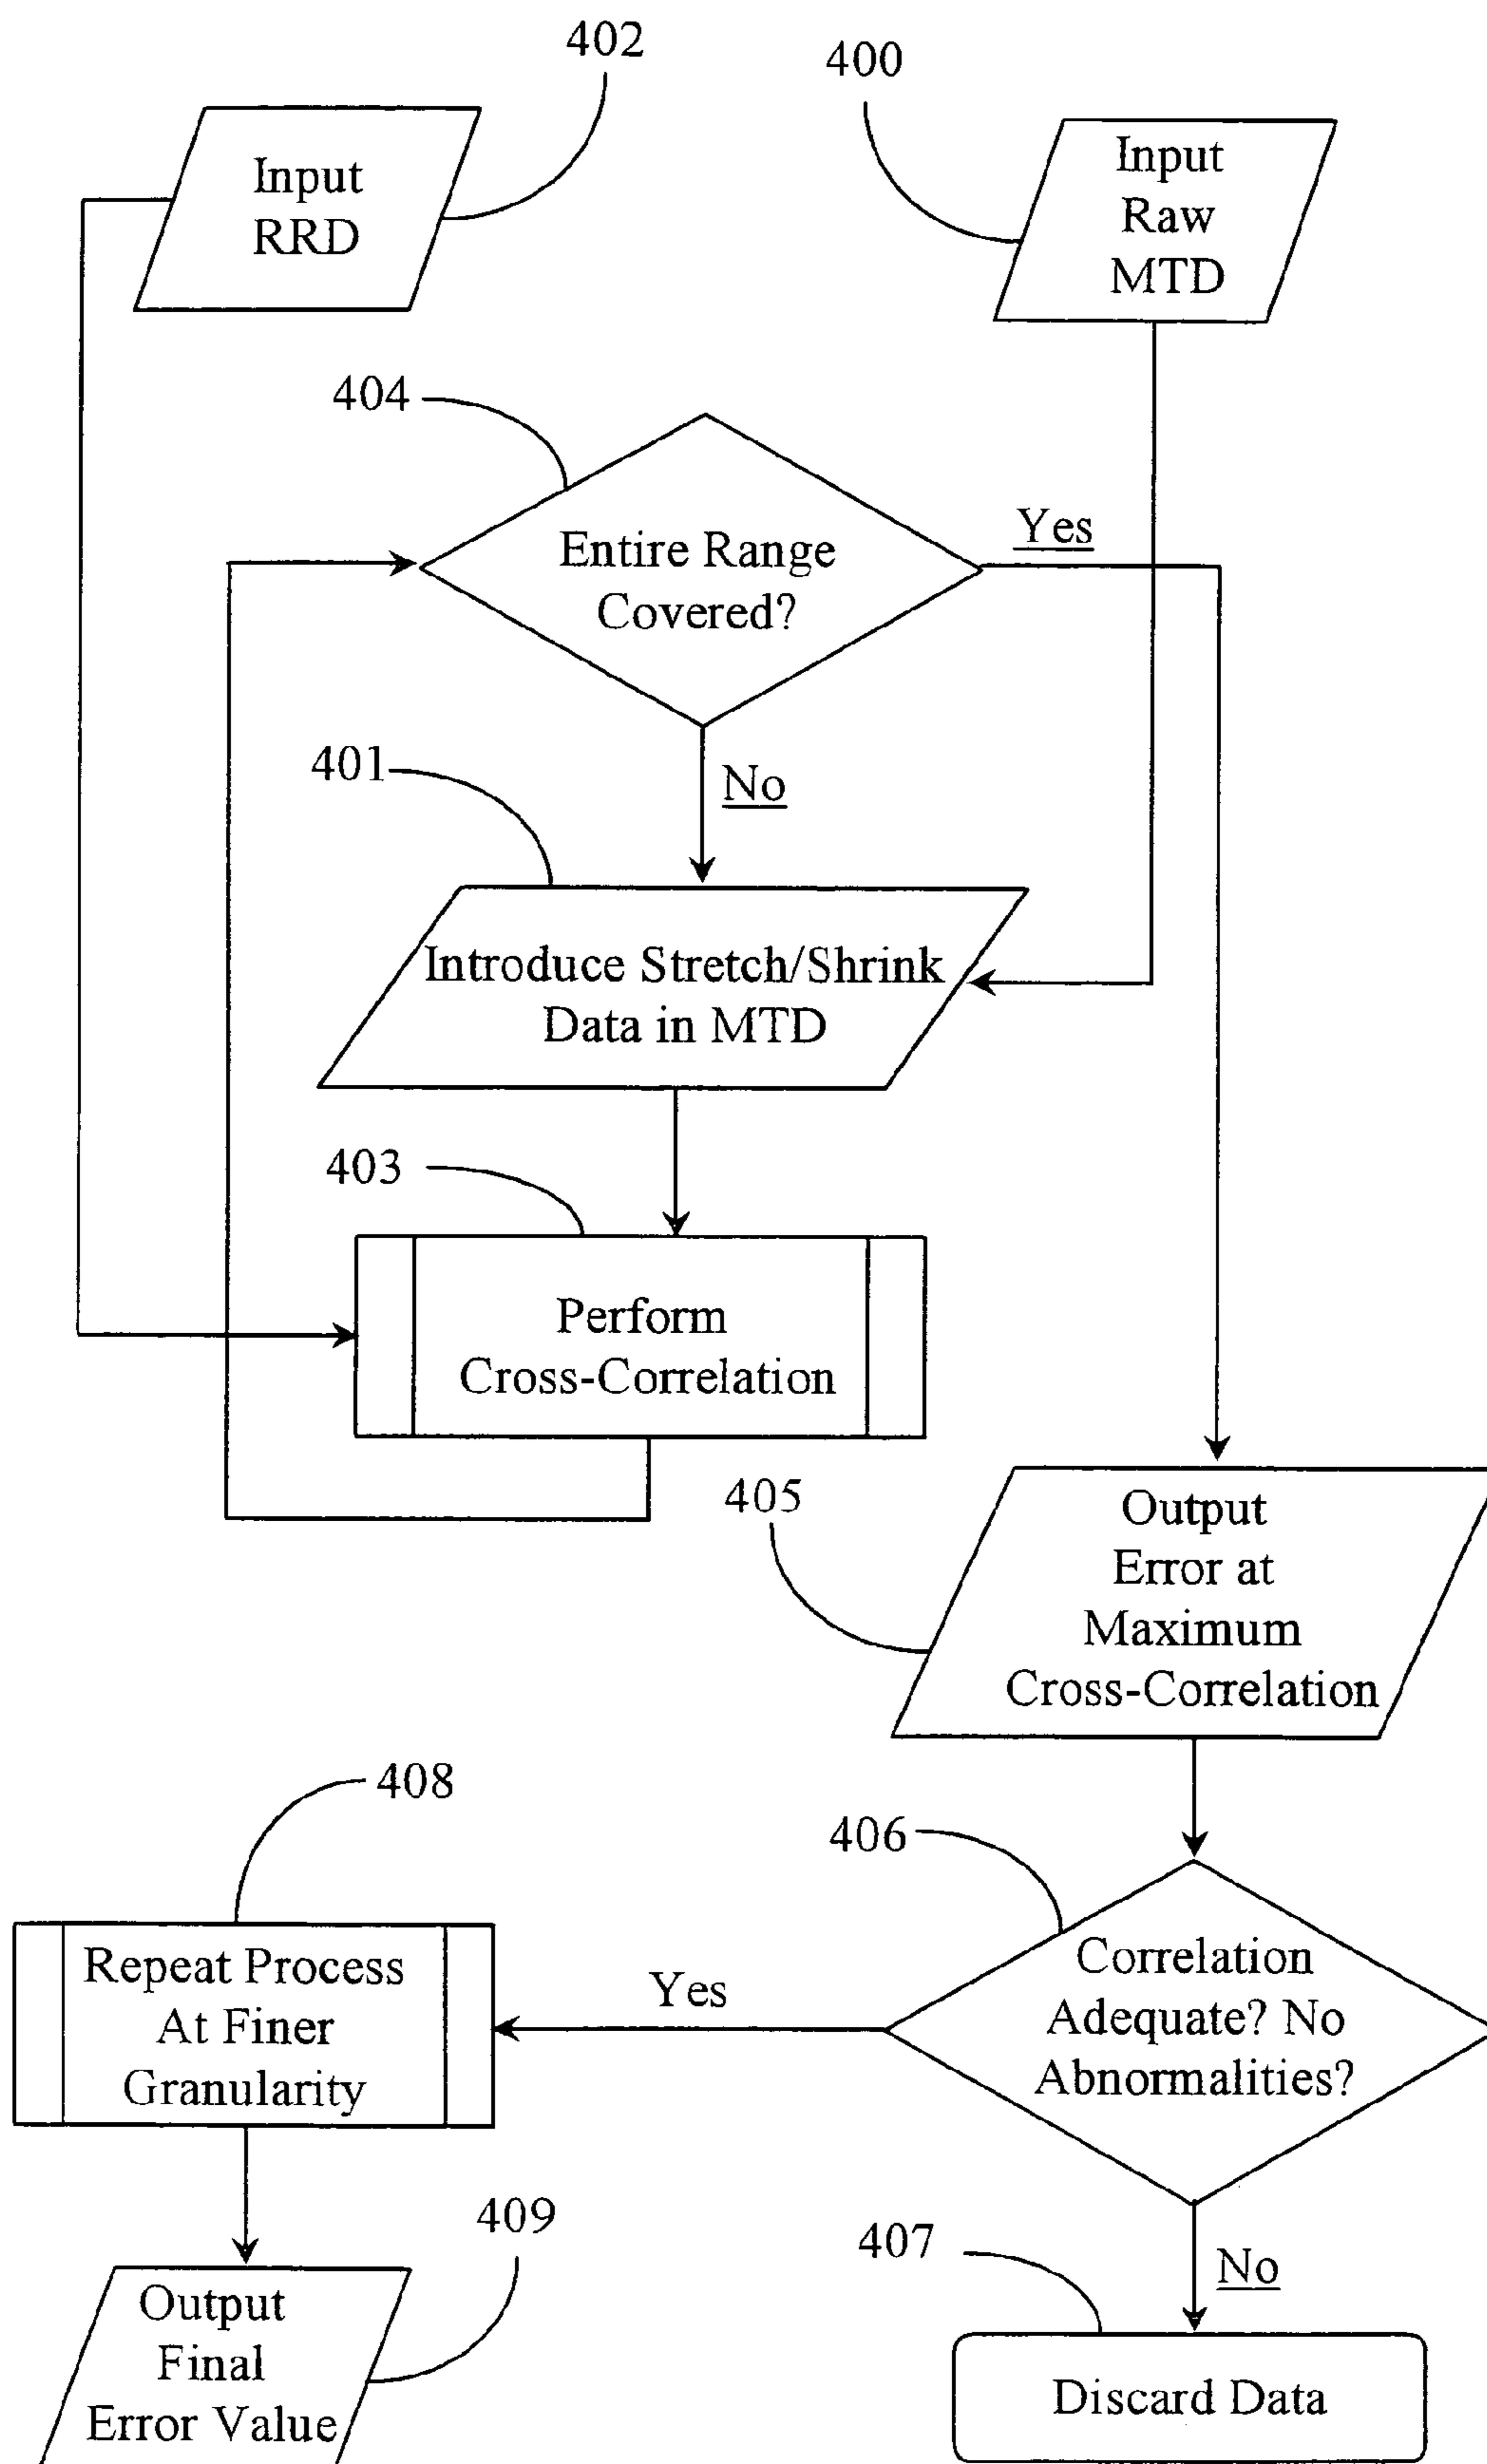 402
400
Input
RRD
Input
Raw
MTD
404
Entire Range
Covered?
Yes
401
No
Introduce Stretch/Shrink
Data in MTD
403
Perform
Cross-Correlation
405
Output
Error at
Maximum
Cross-Correlation
408
406
Repeat Process
At Finer
Granularity
Yes
Correlation
Adequate? No
Abnormalities?
409
407
No
Output
Final
Error Value
Discard Data